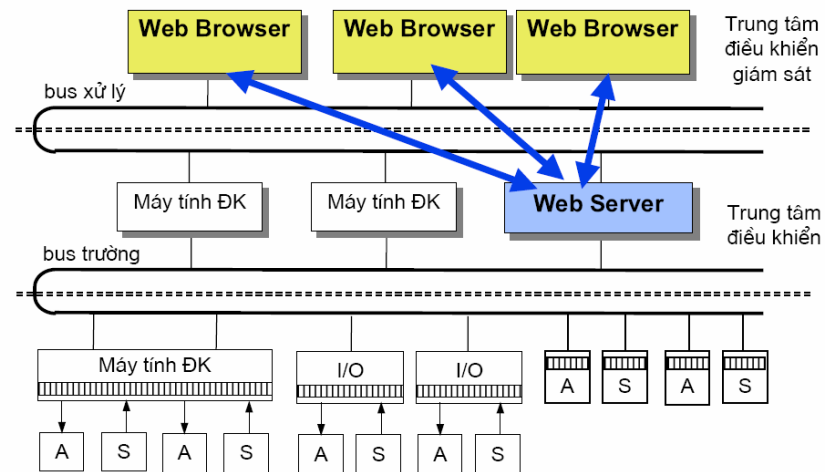 Web Browser
Web Browser
Web Browser
Trung tâm
điều khiển
giám sát
bus xử lý
Máy tính ĐK
Máy tính ĐK
Web Server
Trung tâm
điều khiển
bus trường
Máy tính ĐK
I/O
I/O
A
S
A
S
A
S
A
S
A
S
A
S